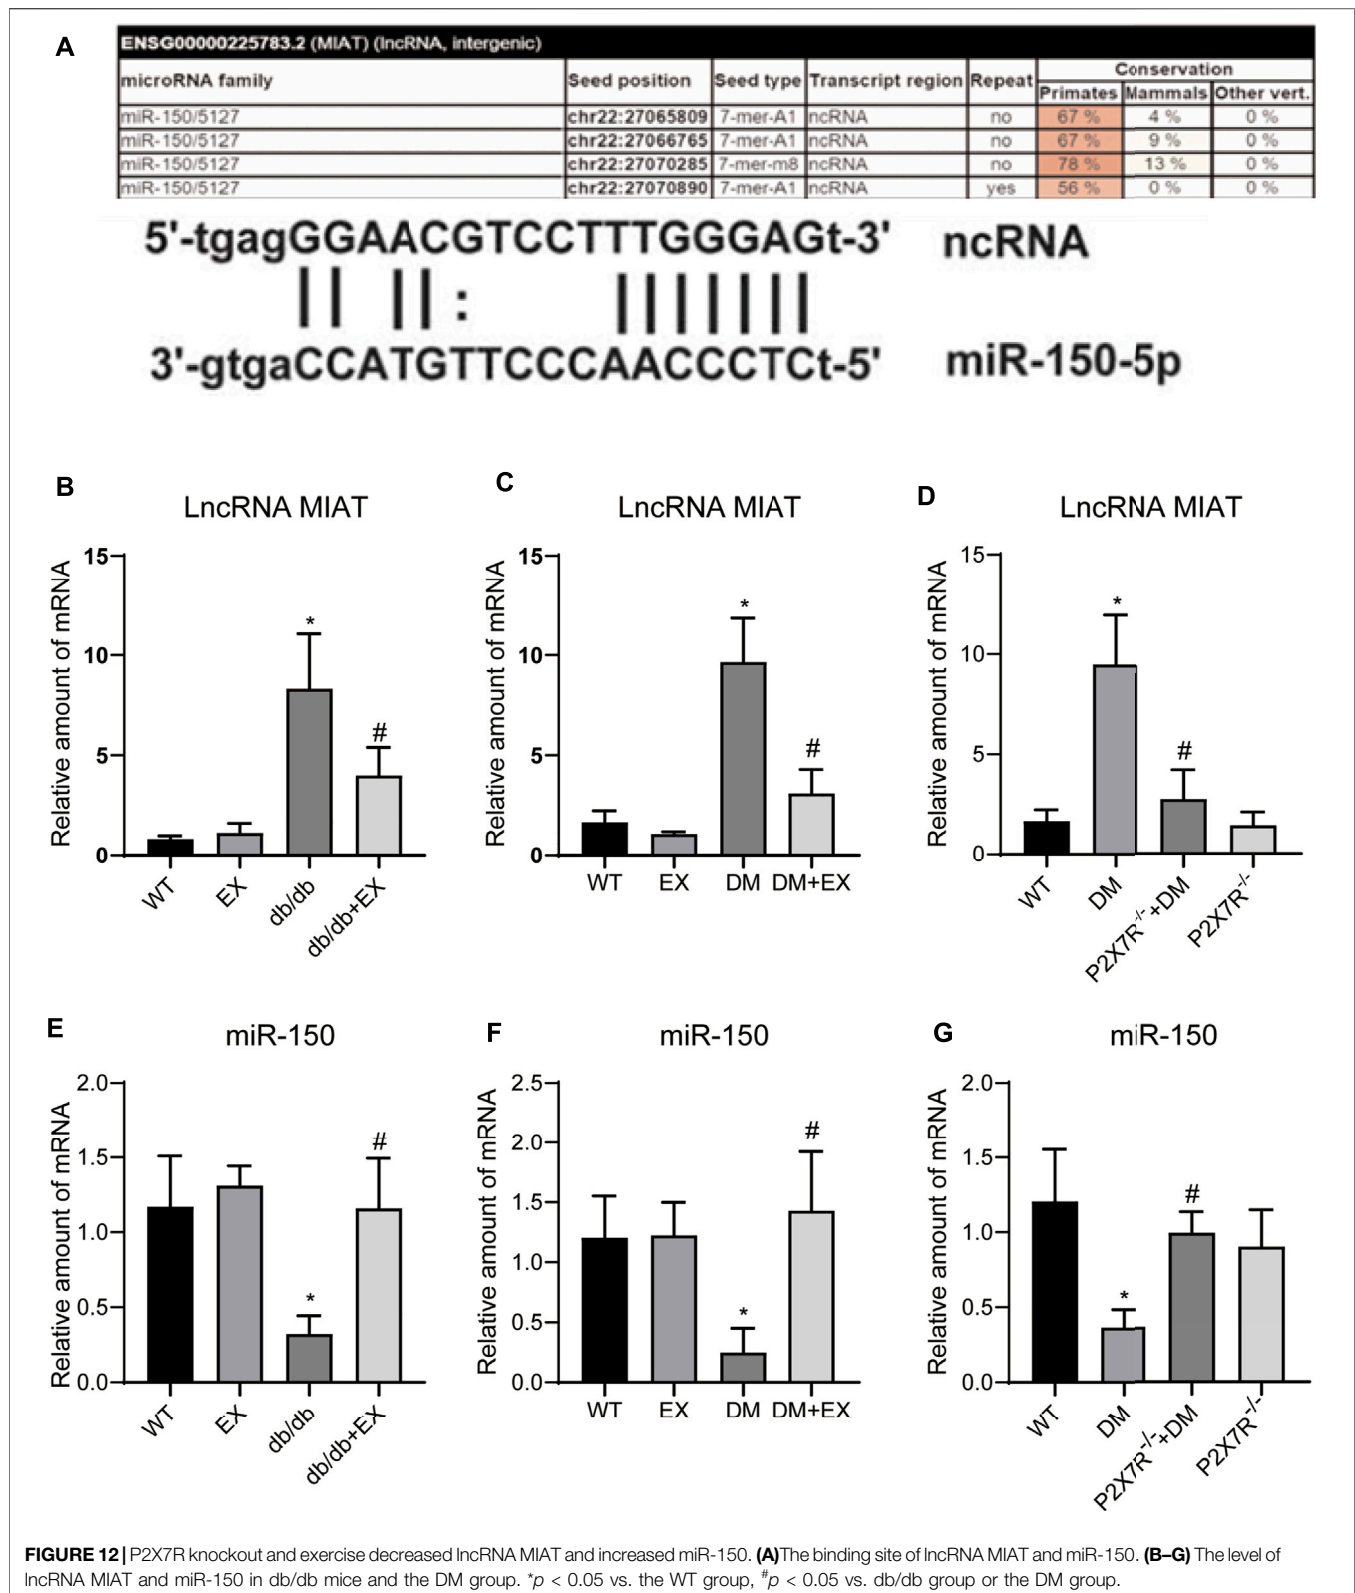 A
ENSG00000225783.2 (MIAT) (lncRNA, intergenic)
microRNA family Seed position Seed type Transcript region Repeat Conservation
Primates Mammals Other vert.
miR-150/5127 chr22:27065809 7-mer-A1 ncRNA no 67 % 4 % 0 %
miR-150/5127 chr22:27066765 7-mer-A1 ncRNA no 67 % 9 % 0 %
miR-150/5127 chr22:27070285 7-mer-m8 ncRNA no 78 % 13 % 0 %
miR-150/5127 chr22:27070890 7-mer-A1 ncRNA yes 56 % 0 % 0 %
5'-tgagGGAACGTCCTTTGGGAGt-3' ncRNA
|| || : |||||||
3'-gtgaCCATGTTCCCAACCCTCt-5' miR-150-5p
B
LncRNA MIAT
Relative amount of mRNA
15
10
5
0
*
#
WT EX db/db db/db+EX
C
LncRNA MIAT
Relative amount of mRNA
15
10
5
0
*
#
WT EX DM DM+EX
D
LncRNA MIAT
Relative amount of mRNA
15
10
5
0
*
#
WT DM P2X7R-/-+DM P2X7R-/-
E
miR-150
Relative amount of mRNA
2.0
1.5
1.0
0.5
0.0
*
#
WT EX db/db db/db+EX
F
miR-150
Relative amount of mRNA
2.5
2.0
1.5
1.0
0.5
0.0
*
#
WT EX DM DM+EX
G
miR-150
Relative amount of mRNA
2.0
1.5
1.0
0.5
0.0
*
#
WT DM P2X7R-/-+DM P2X7R-/-
FIGURE 12 | P2X7R knockout and exercise decreased lncRNA MIAT and increased miR-150. (A)The binding site of lncRNA MIAT and miR-150. (B–G) The level of
lncRNA MIAT and miR-150 in db/db mice and the DM group. *p < 0.05 vs. the WT group, #p < 0.05 vs. db/db group or the DM group.